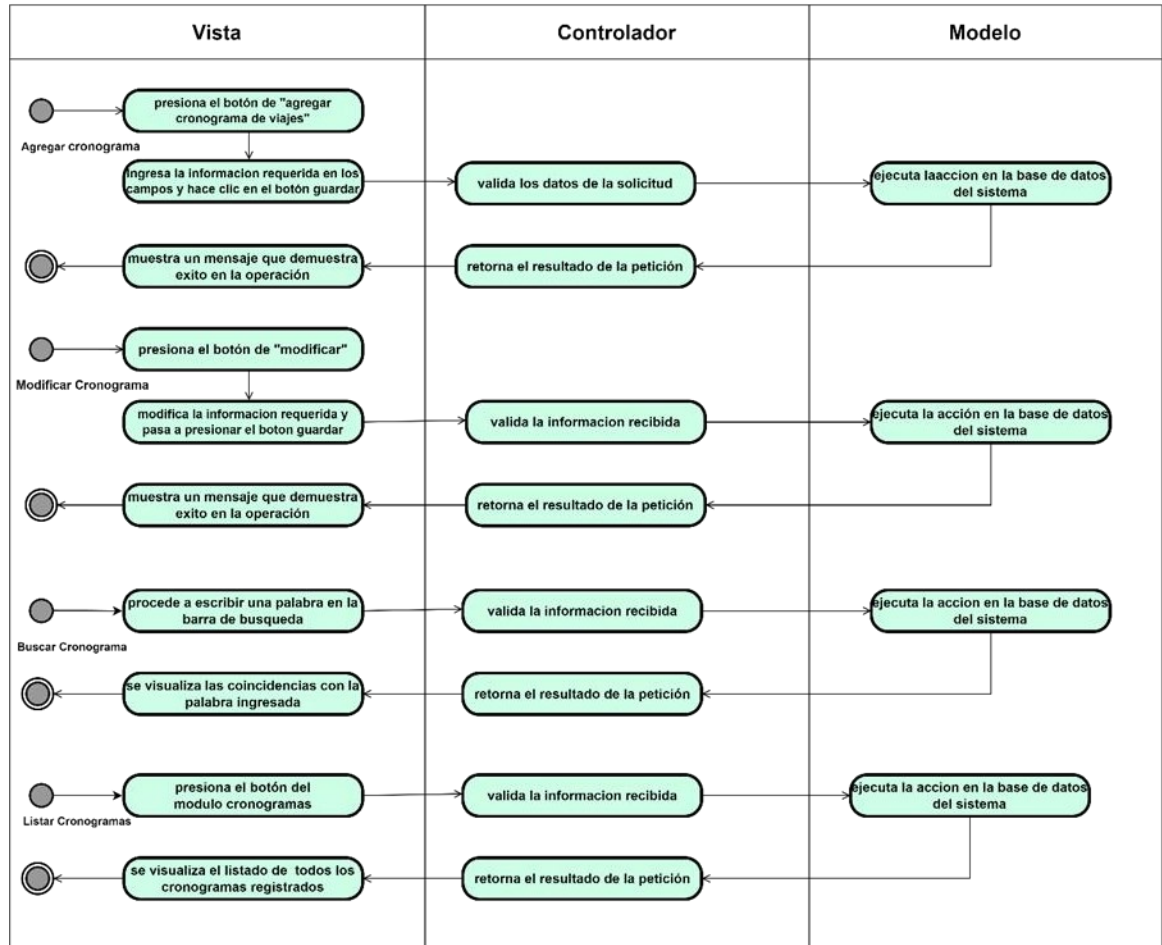 Vista
Controlador
Modelo
presiona el botón de "agregar
cronograma de viajes"
Agregar cronograma
Ingresa la informacion requerida en los
campos y hace clic en el botón guardar
valida los datos de la solicitud
ejecuta laaccion en la base de datos
del sistema
muestra un mensaje que demuestra
exito en la operación
retorna el resultado de la petición
presiona el botón de "modificar"
Modificar Cronograma
modifica la informacion requerida y
pasa a presionar el boton guardar
valida la informacion recibida
ejecuta la acción en la base de datos
del sistema
muestra un mensaje que demuestra
exito en la operación
retorna el resultado de la petición
procede a escribir una palabra en la
barra de busqueda
Buscar Cronograma
valida la informacion recibida
ejecuta la accion en la base de datos
del sistema
se visualiza las coincidencias con la
palabra ingresada
retorna el resultado de la petición
presiona el botón del
modulo cronogramas
Listar Cronogramas
valida la informacion recibida
ejecuta la accion en la base de datos
del sistema
se visualiza el listado de todos los
cronogramas registrados
retorna el resultado de la petición